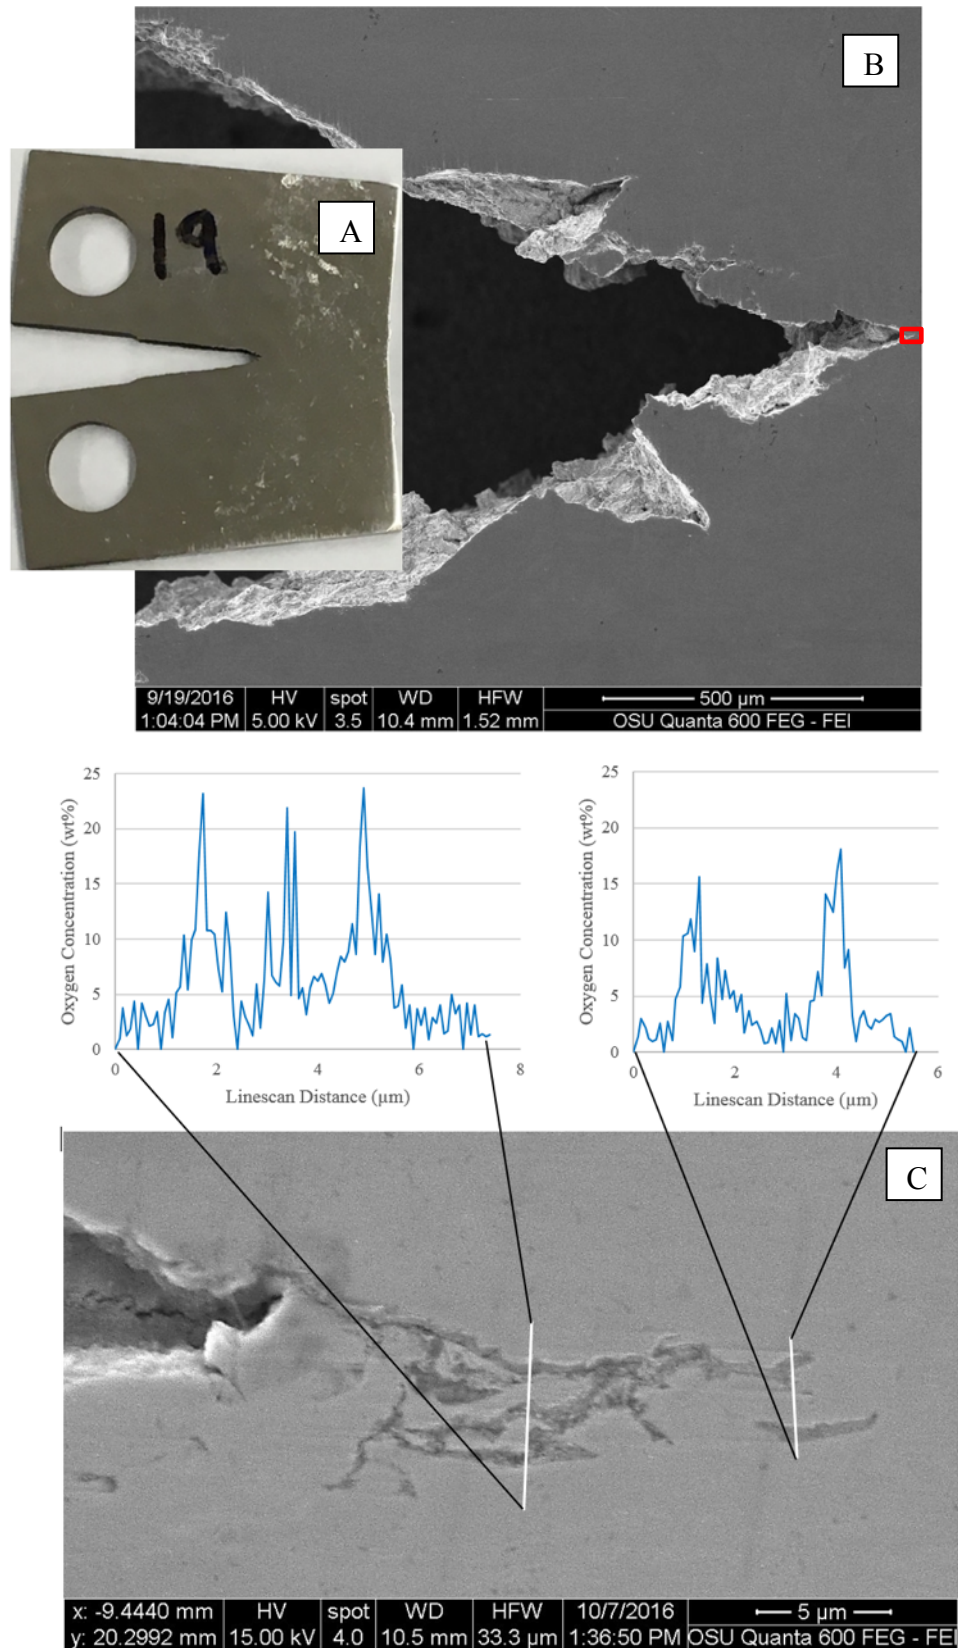 B
A
19
9/19/2016 HV spot WD HFW 500 µm
1:04:04 PM 5.00 kV 3.5 10.4 mm 1.52 mm OSU Quanta 600 FEG - FEI
Oxygen Concentration (wt%)
25
20
15
10
5
0
0 2 4 6 8
Linescan Distance (µm)
Oxygen Concentration (wt%)
25
20
15
10
5
0
0 2 4 6
Linescan Distance (µm)
C
x: -9.4440 mm HV spot WD HFW 10/7/2016 5 µm
y: 20.2992 mm 15.00 kV 4.0 10.5 mm 33.3 µm 1:36:50 PM OSU Quanta 600 FEG - FEI